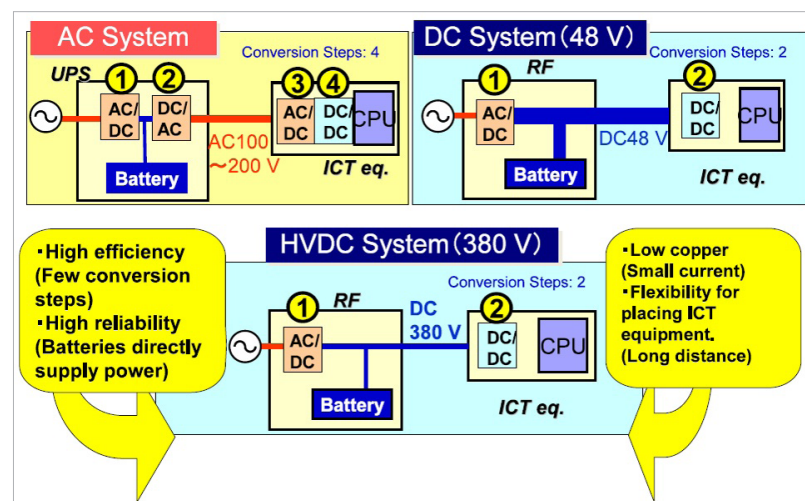 AC System
Conversion Steps: 4
UPS
1
2
3
4
AC/
DC
DC/
AC
AC/
DC
DC/
DC
CPU
AC100
～200 V
Battery
ICT eq.
DC System（48 V）
Conversion Steps: 2
RF
1
2
AC/
DC
DC/
DC
CPU
DC48 V
Battery
ICT eq.
HVDC System（380 V）
Conversion Steps: 2
RF
1
2
DC
380 V
AC/
DC
DC/
DC
CPU
Battery
ICT eq.
・High efficiency
(Few conversion
steps)
・High reliability
(Batteries directly
supply power)
・Low copper
(Small current)
・Flexibility for
placing ICT
equipment.
(Long distance)